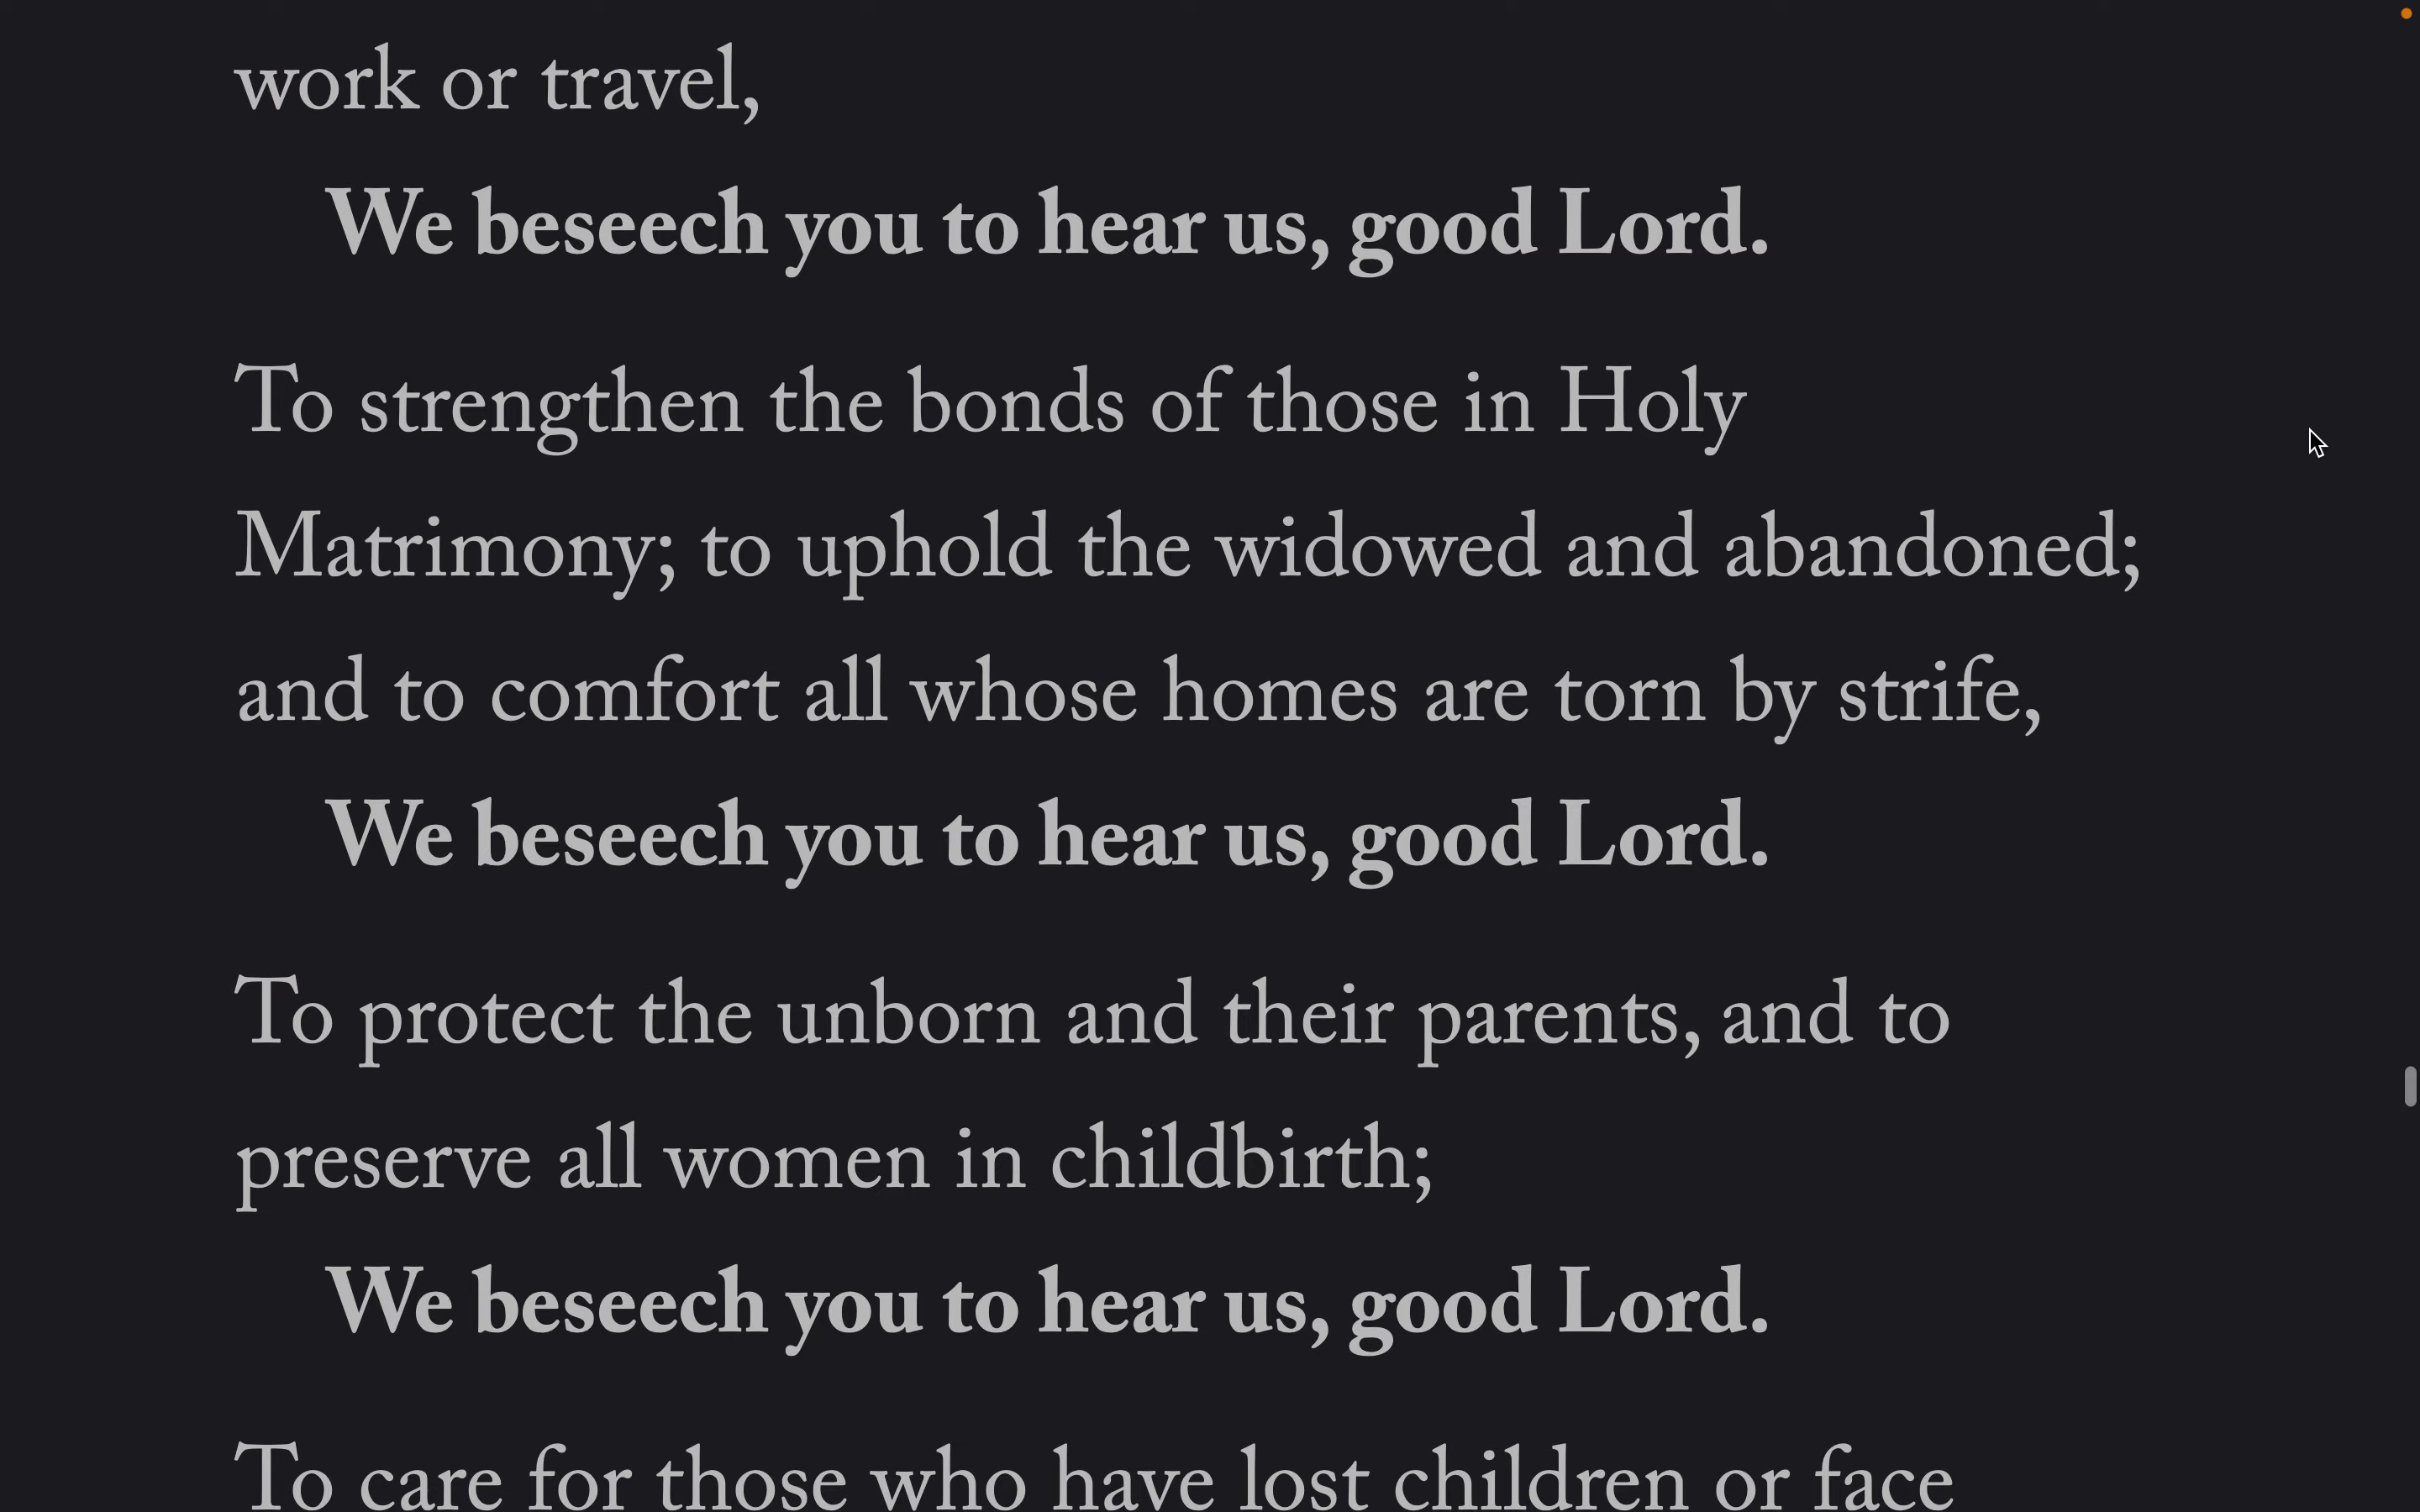 work or travel,
We beseech you to hear us, good Lord.
To strengthen the bonds of those in Holy
Matrimony; to uphold the widowed and abandoned;
and to comfort all whose homes are torn by strife,
We beseech you to hear us, good Lord.
To protect the unborn and their parents, and to
preserve all women in childbirth;
We beseech you to hear us, good Lord.
To care for those who have lost children or face